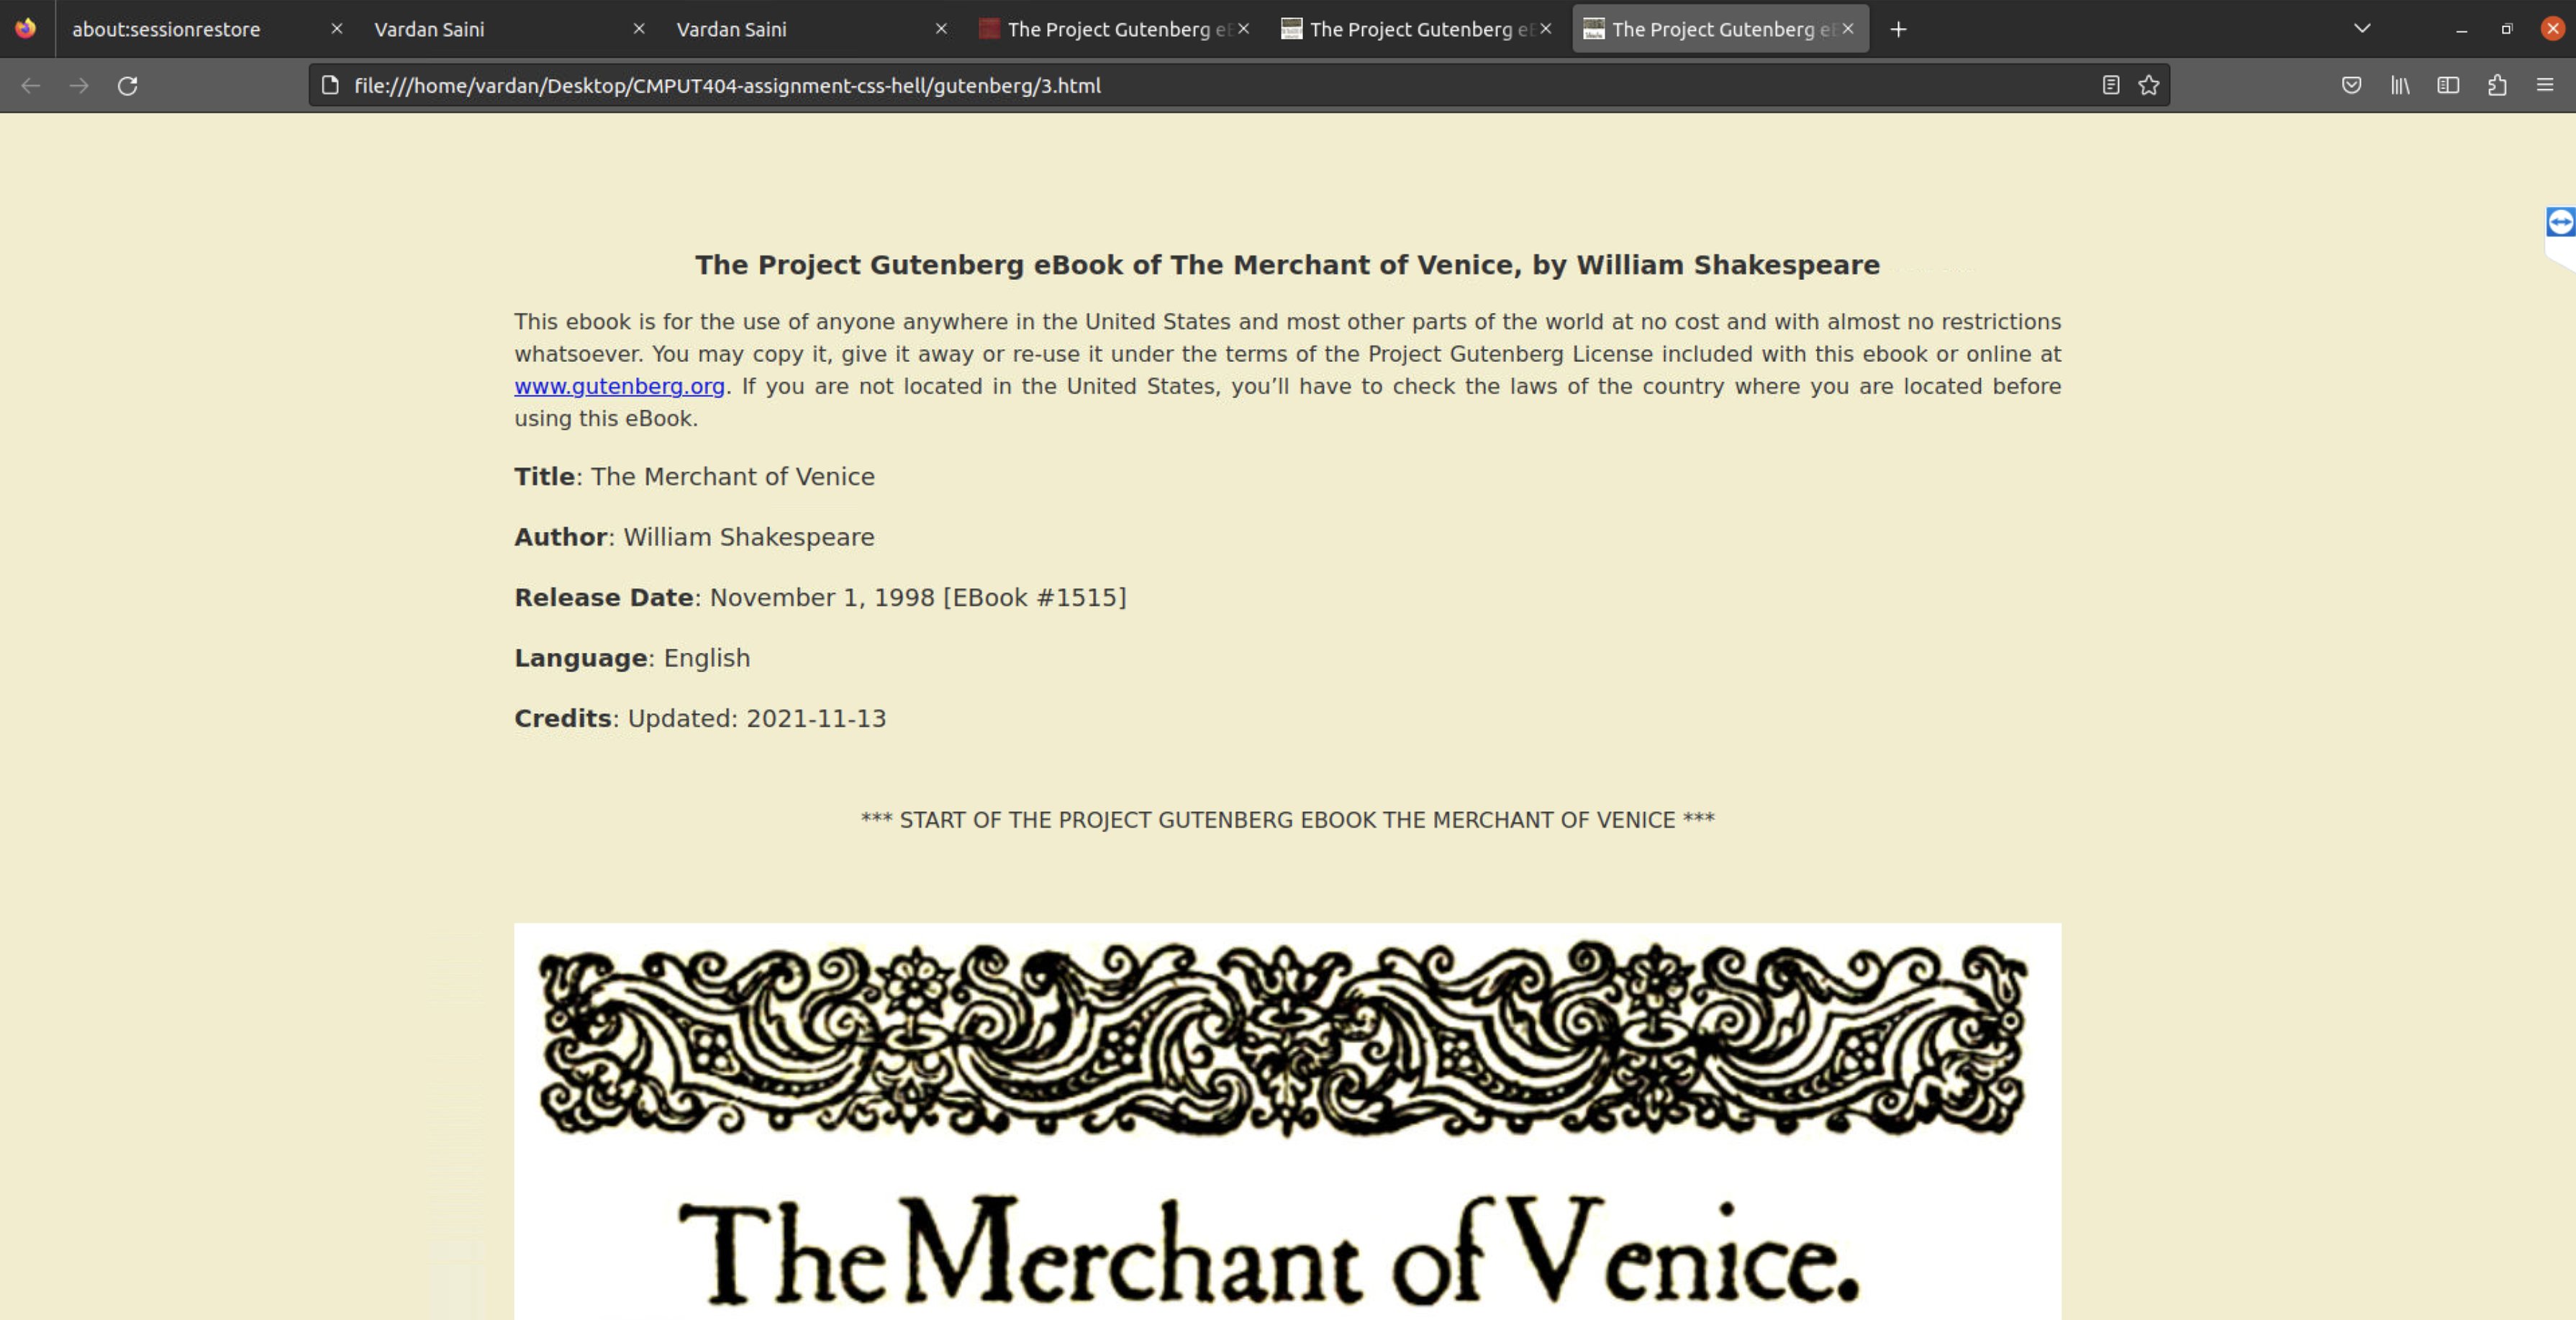 about:sessionrestore
Vardan Saini
Vardan Saini
The Project Gutenberg eE
The Project Gutenberg eE
The Project Gutenberg eE
file:///home/vardan/Desktop/CMPUT404-assignment-css-hell/gutenberg/3.html
The Project Gutenberg eBook of The Merchant of Venice, by William Shakespeare
This ebook is for the use of anyone anywhere in the United States and most other parts of the world at no cost and with almost no restrictions
whatsoever. You may copy it, give it away or re-use it under the terms of the Project Gutenberg License included with this ebook or online at
www.gutenberg.org. If you are not located in the United States, you’ll have to check the laws of the country where you are located before
using this eBook.
Title: The Merchant of Venice
Author: William Shakespeare
Release Date: November 1, 1998 [EBook #1515]
Language: English
Credits: Updated: 2021-11-13
*** START OF THE PROJECT GUTENBERG EBOOK THE MERCHANT OF VENICE ***
The Merchant of Venice.